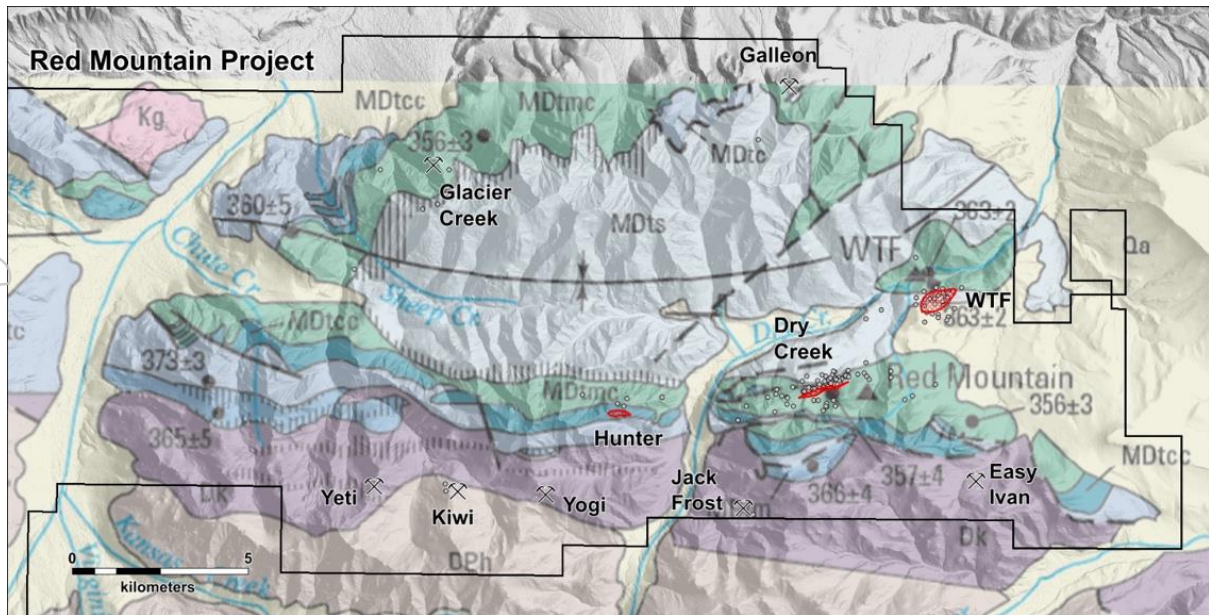 Red Mountain Project
Galleon
MDtcc
MDtmc
Kg
356±3
MDtc
Glacier
Creek
360±5
MDts
363±2
WTF
Qa
Chute Cr.
Sheep Cr.
WTF
363±2
MDtcc
Dry Cr.
Dry
Creek
tc
373±3
MDtmc
Red Mountain
356±3
Hunter
365±5
MDtcc
357±4
366±4
Easy
Ivan
Jack
Frost
Yeti
Kiwi
Yogi
Dk
Dk
DPh
0 5
kilometers